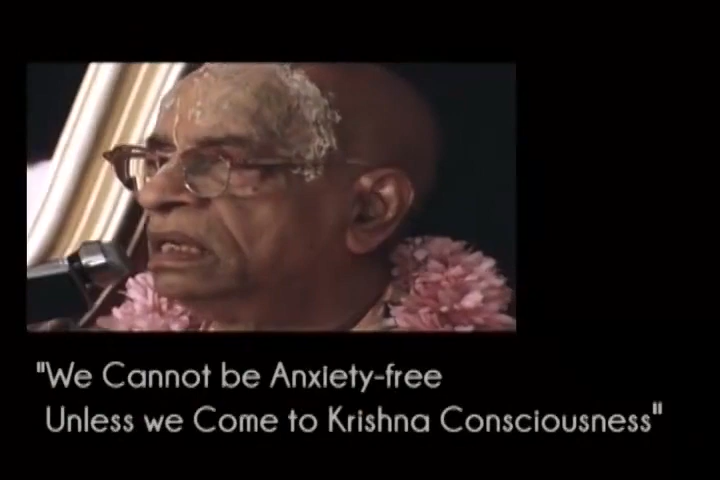 "We Cannot be Anxiety-free
Unless we Come to Krishna Consciousness"